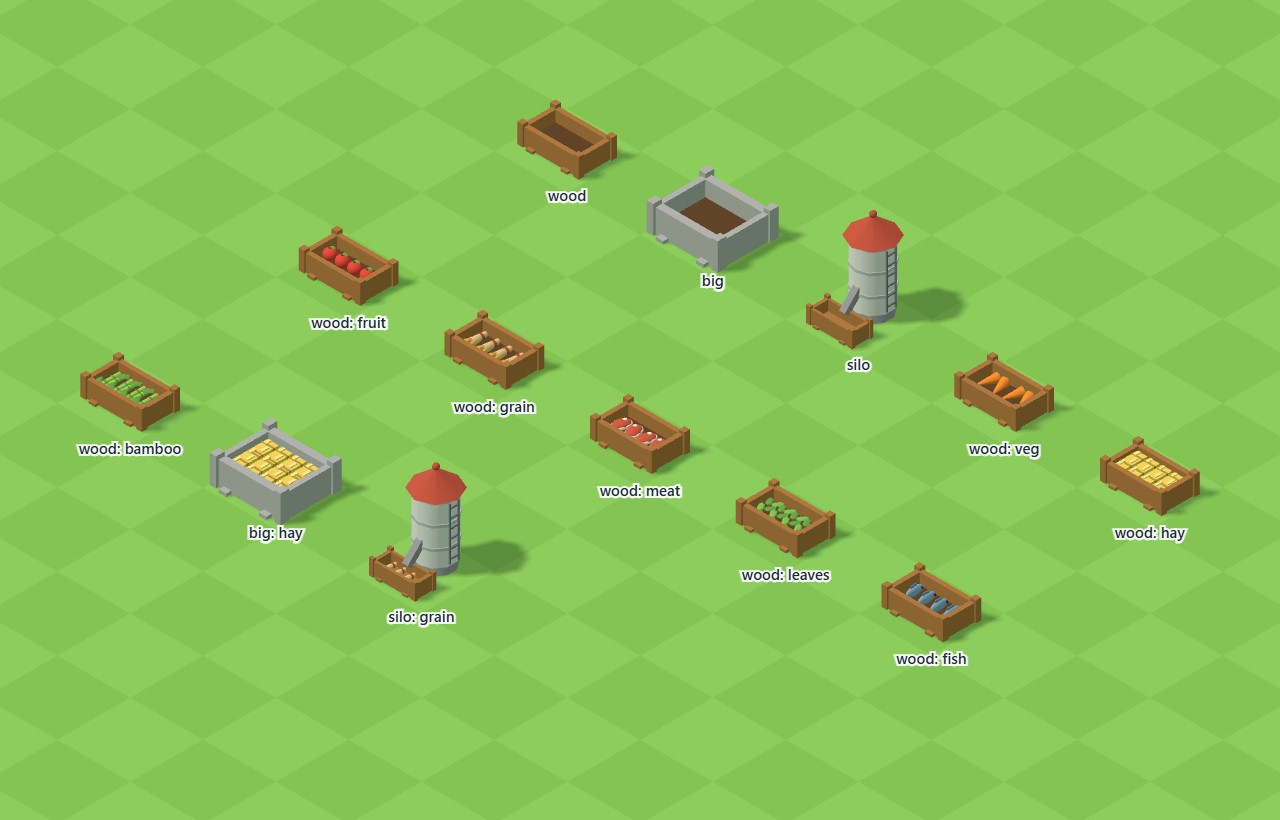 wood
big
wood: fruit
silo
wood: grain
wood: bamboo
wood: veg
wood: meat
big: hay
wood: hay
wood: leaves
silo: grain
wood: fish